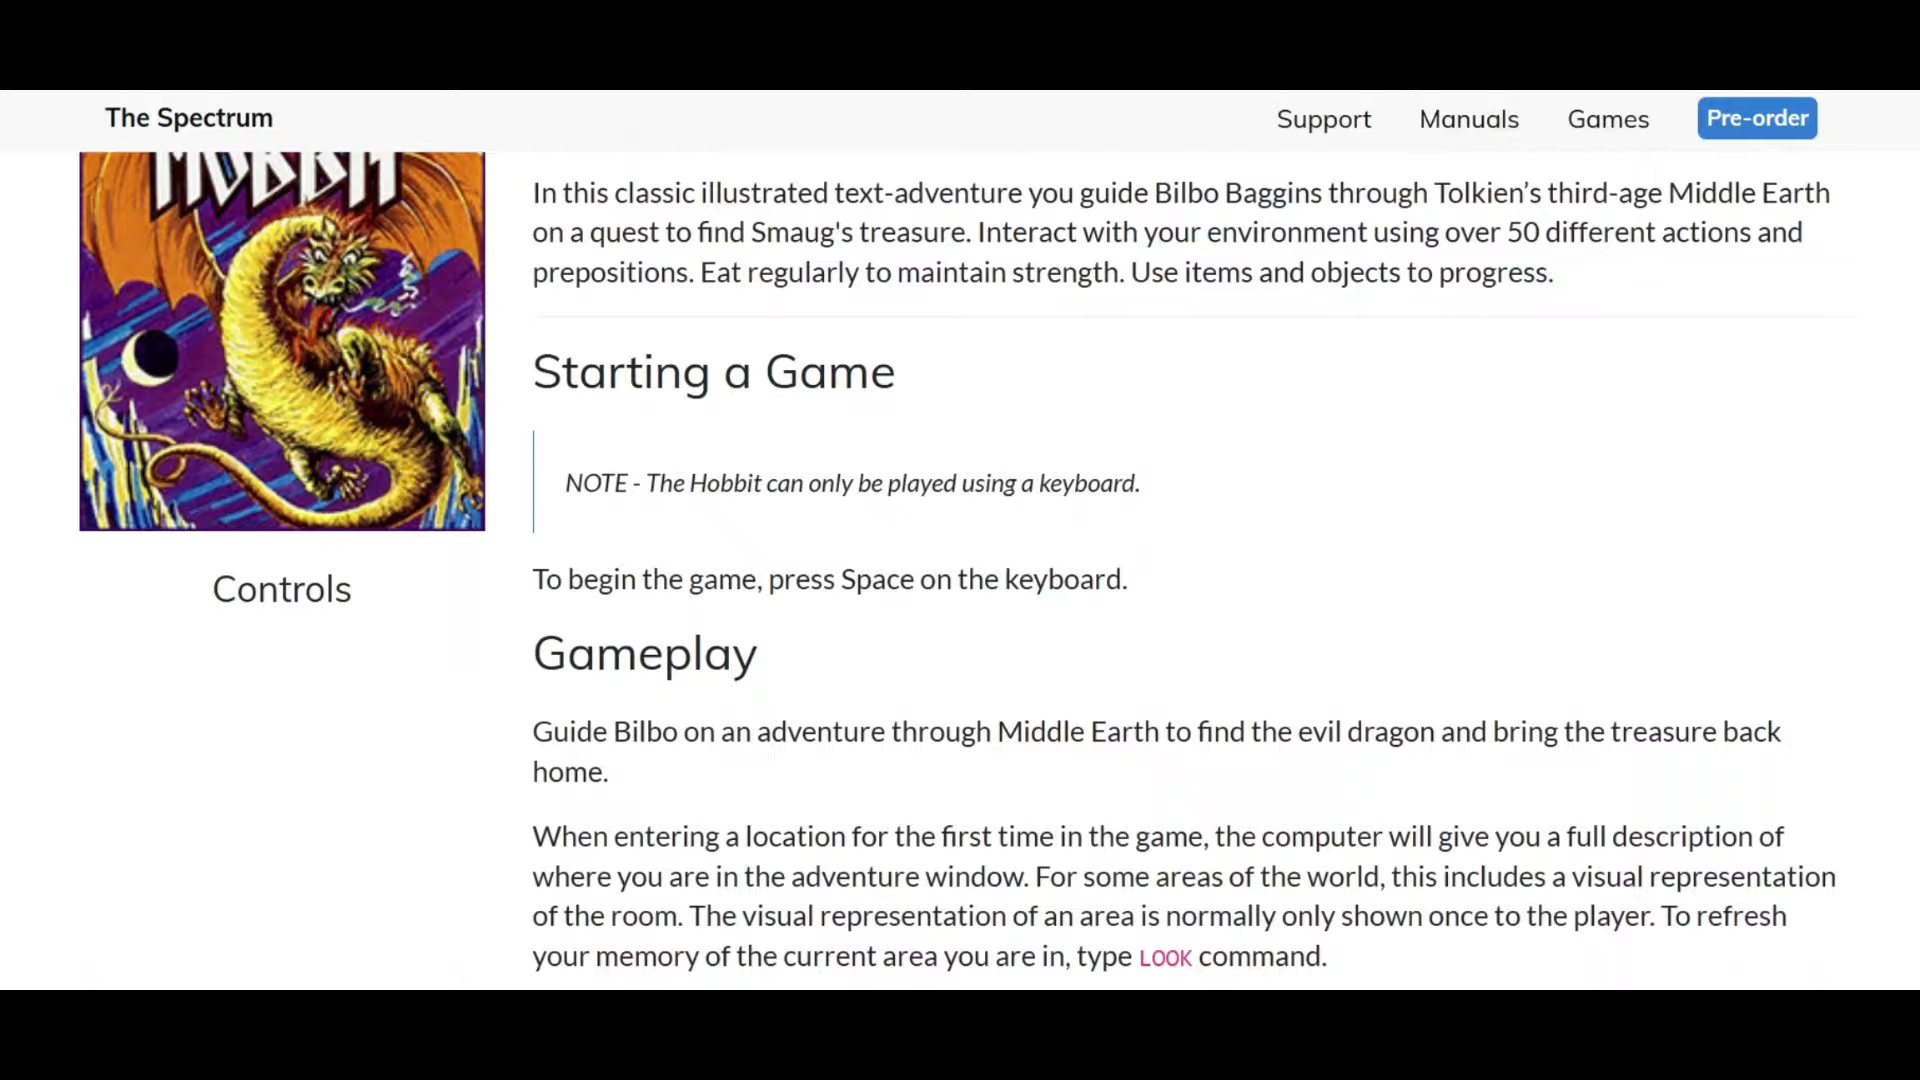 The Spectrum
Support
Manuals
Games
Pre-order
HOBBIT
In this classic illustrated text-adventure you guide Bilbo Baggins through Tolkien’s third-age Middle Earth
on a quest to find Smaug's treasure. Interact with your environment using over 50 different actions and
prepositions. Eat regularly to maintain strength. Use items and objects to progress.
Starting a Game
NOTE - The Hobbit can only be played using a keyboard.
To begin the game, press Space on the keyboard.
Controls
Gameplay
Guide Bilbo on an adventure through Middle Earth to find the evil dragon and bring the treasure back
home.
When entering a location for the first time in the game, the computer will give you a full description of
where you are in the adventure window. For some areas of the world, this includes a visual representation
of the room. The visual representation of an area is normally only shown once to the player. To refresh
your memory of the current area you are in, type LOOK command.